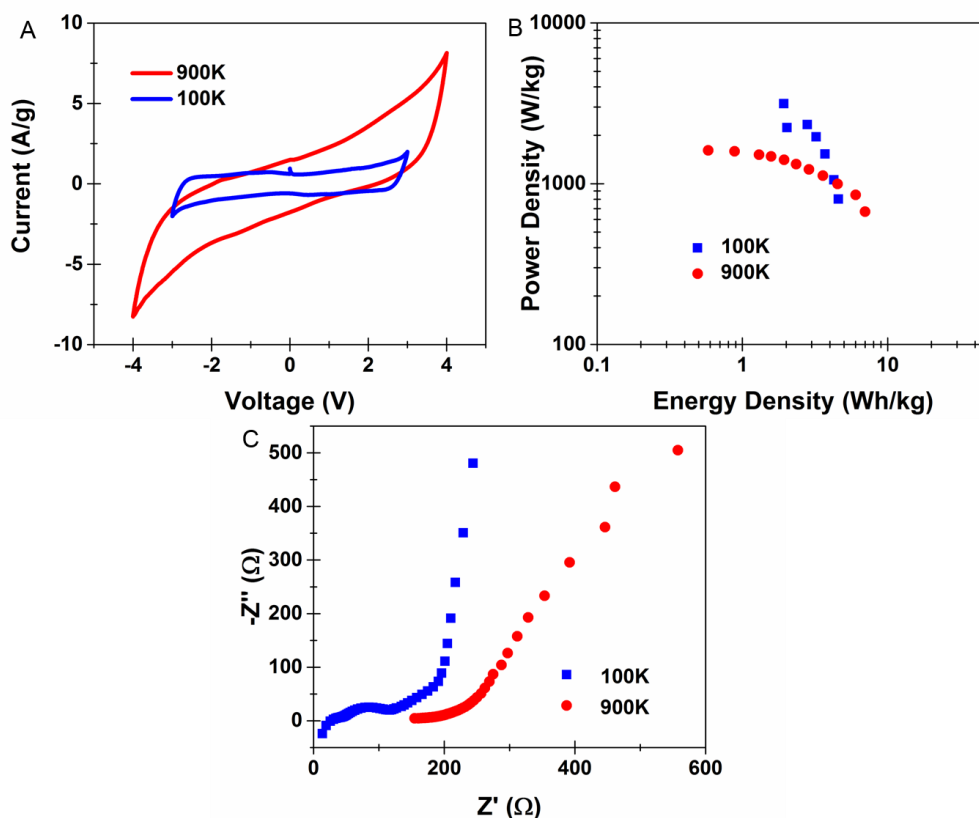 A
10
5
0
-5
-10
Current (A/g)
900K
100K
-4
-2
0
2
4
Voltage (V)
B
10000
1000
100
Power Density (W/kg)
100K
900K
0.1
1
10
Energy Density (Wh/kg)
C
500
400
300
200
100
0
-Z'' (Ω)
100K
900K
0
200
400
600
Z' (Ω)